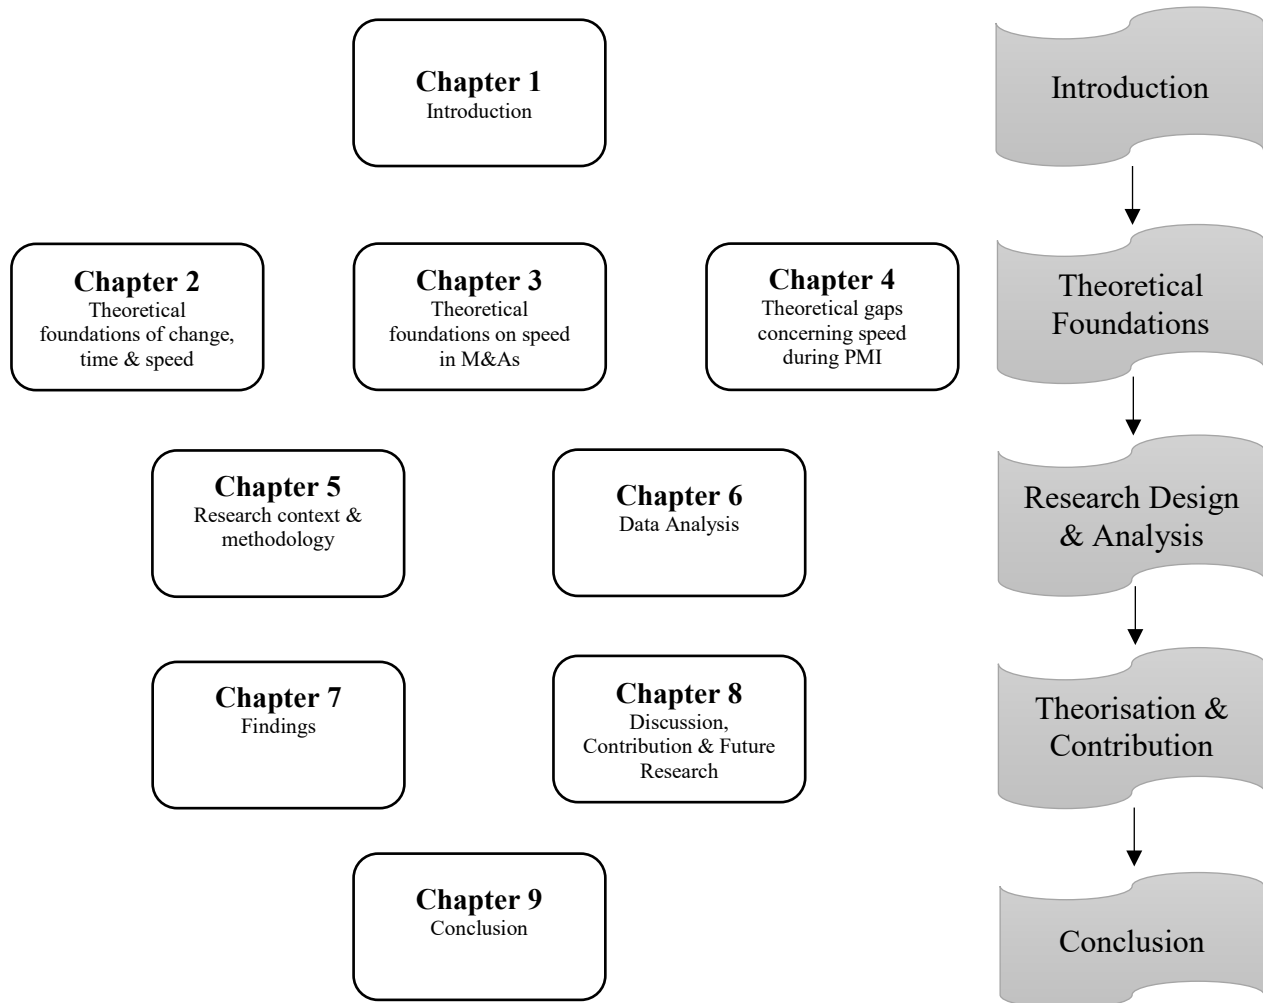 Chapter 1
Introduction
Introduction
Chapter 2
Theoretical
foundations of change,
time & speed
Chapter 3
Theoretical
foundations on speed
in M&As
Chapter 4
Theoretical gaps
concerning speed
during PMI
Theoretical
Foundations
Chapter 5
Research context &
methodology
Chapter 6
Data Analysis
Research Design
& Analysis
Chapter 7
Findings
Chapter 8
Discussion,
Contribution & Future
Research
Theorisation &
Contribution
Chapter 9
Conclusion
Conclusion